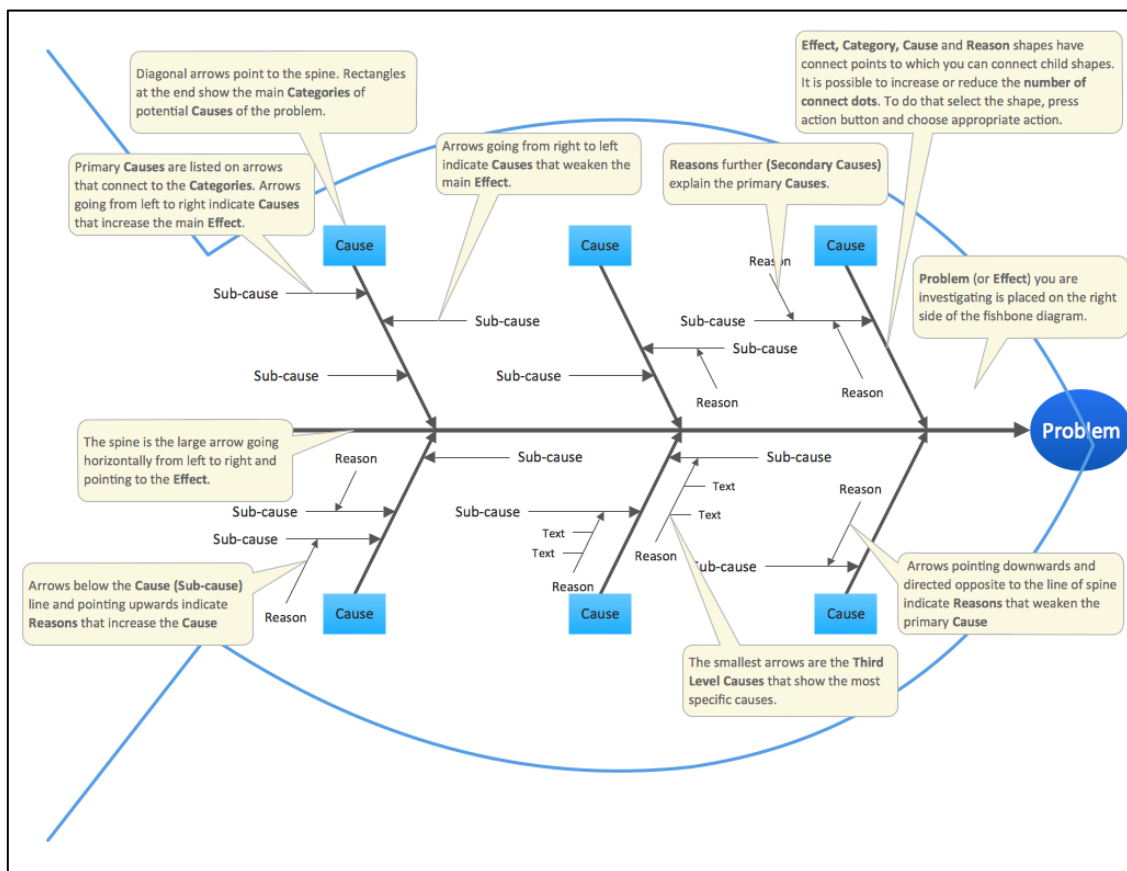 Effect, Category, Cause and Reason shapes have
connect points to which you can connect child shapes.
It is possible to increase or reduce the number of
connect dots. To do that select the shape, press
action button and choose appropriate action.
Diagonal arrows point to the spine. Rectangles
at the end show the main Categories of
potential Causes of the problem.
Arrows going from right to left
indicate Causes that weaken the
main Effect.
Primary Causes are listed on arrows
that connect to the Categories. Arrows
going from left to right indicate Causes
that increase the main Effect.
Reasons further (Secondary Causes)
explain the primary Causes.
Cause
Cause
Cause
Reason
Problem (or Effect) you are
investigating is placed on the right
side of the fishbone diagram.
Sub-cause
Sub-cause
Sub-cause
Sub-cause
Sub-cause
Sub-cause
Sub-cause
Reason
Reason
The spine is the large arrow going
horizontally from left to right and
pointing to the Effect.
Problem
Reason
Sub-cause
Sub-cause
Text
Reason
Sub-cause
Sub-cause
Text
Text
Sub-cause
Text
Reason
Sub-cause
Reason
Reason
Arrows below the Cause (Sub-cause)
line and pointing upwards indicate
Reasons that increase the Cause
Arrows pointing downwards and
directed opposite to the line of spine
indicate Reasons that weaken the
primary Cause
Cause
Cause
Cause
The smallest arrows are the Third
Level Causes that show the most
specific causes.